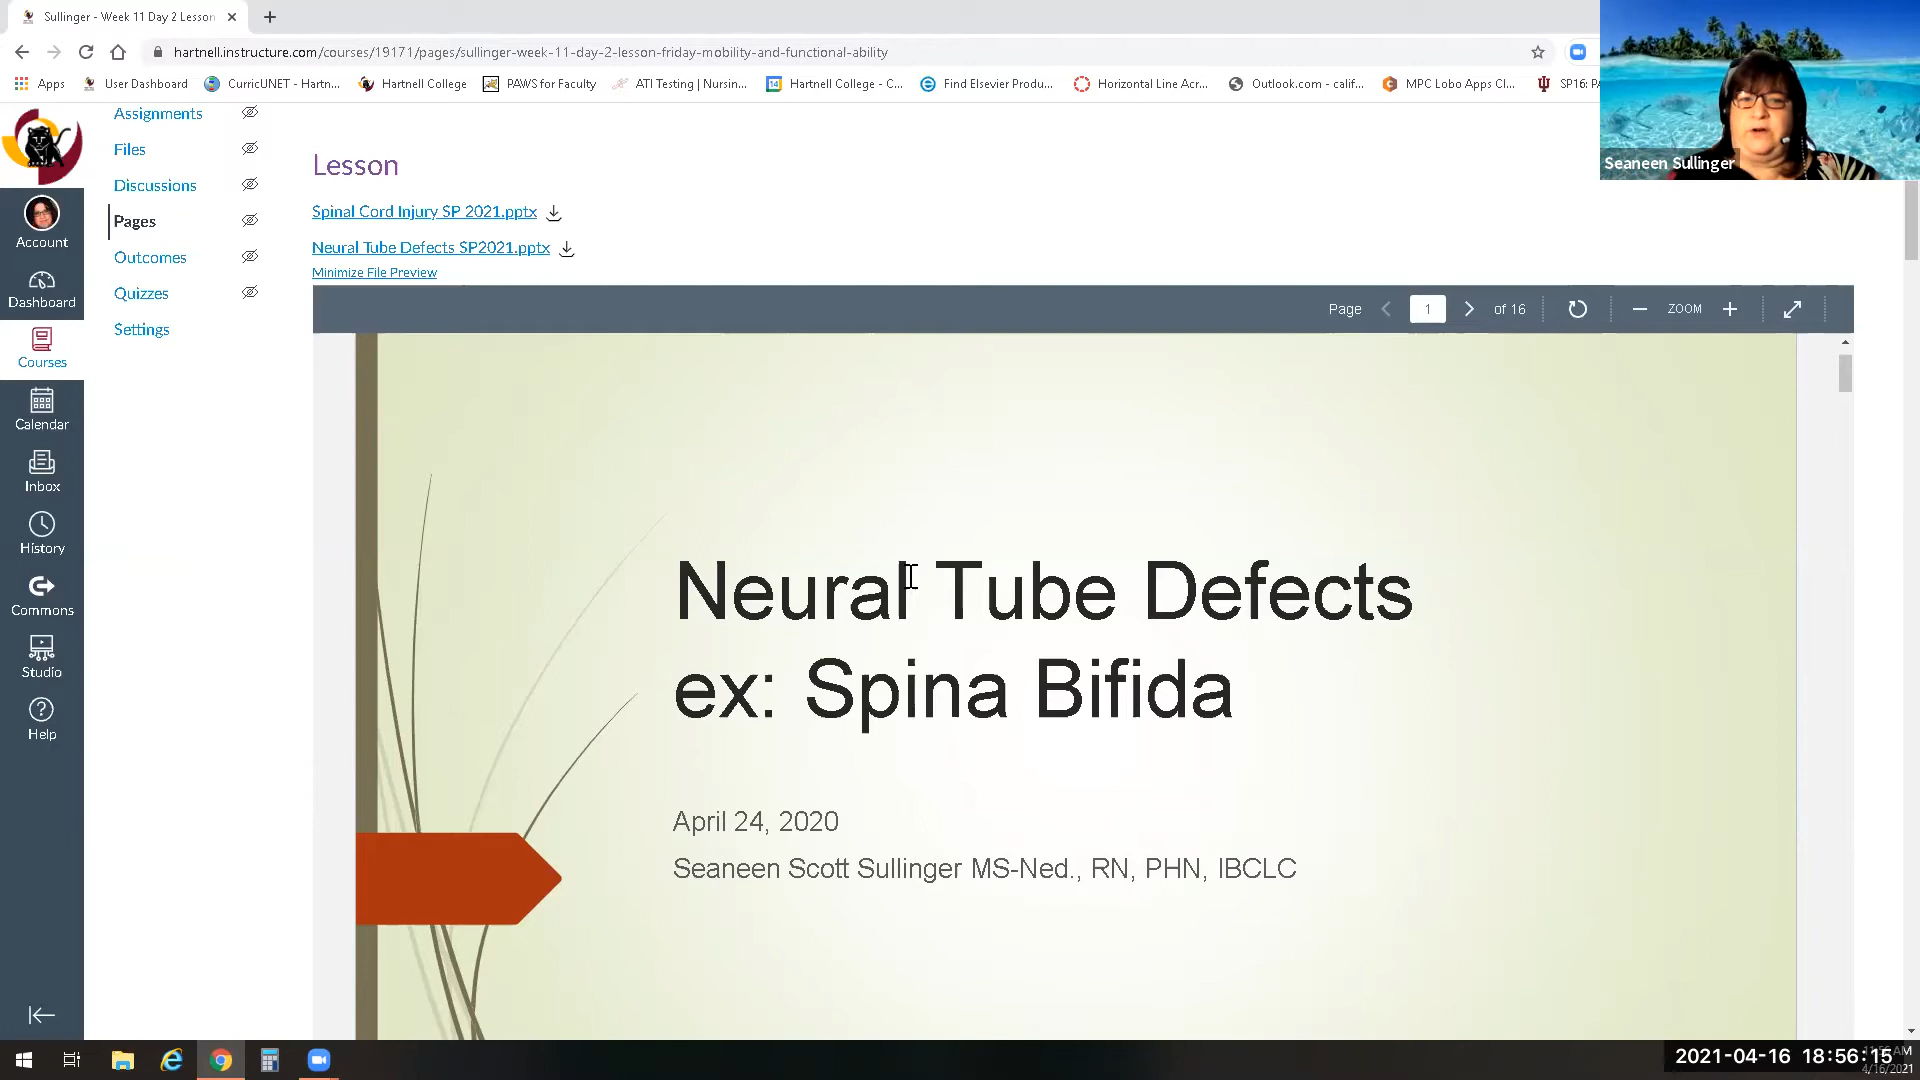 Sullinger - Week 11 Day 2 Lesson
hartnell.instructure.com/courses/19171/pages/sullinger-week-11-day-2-lesson-friday-mobility-and-functional-ability
Apps User Dashboard CurricUNET - Hartn... Hartnell College PAWS for Faculty ATI Testing | Nursin... Hartnell College - C... Find Elsevier Produ... Horizontal Line Acr... Outlook.com - calif... MPC Lobo Apps Cl... SP16:
Seaneen Sullinger
Account
Dashboard
Courses
Calendar
Inbox
History
Commons
Studio
Help
Assignments
Files
Discussions
Pages
Outcomes
Quizzes
Settings
Lesson
Spinal Cord Injury SP 2021.pptx
Neural Tube Defects SP2021.pptx
Minimize File Preview
Page 1 of 16 ZOOM
Neural Tube Defects
ex: Spina Bifida
April 24, 2020
Seaneen Scott Sullinger MS-Ned., RN, PHN, IBCLC
2021-04-16 18:56:15
4/16/2021